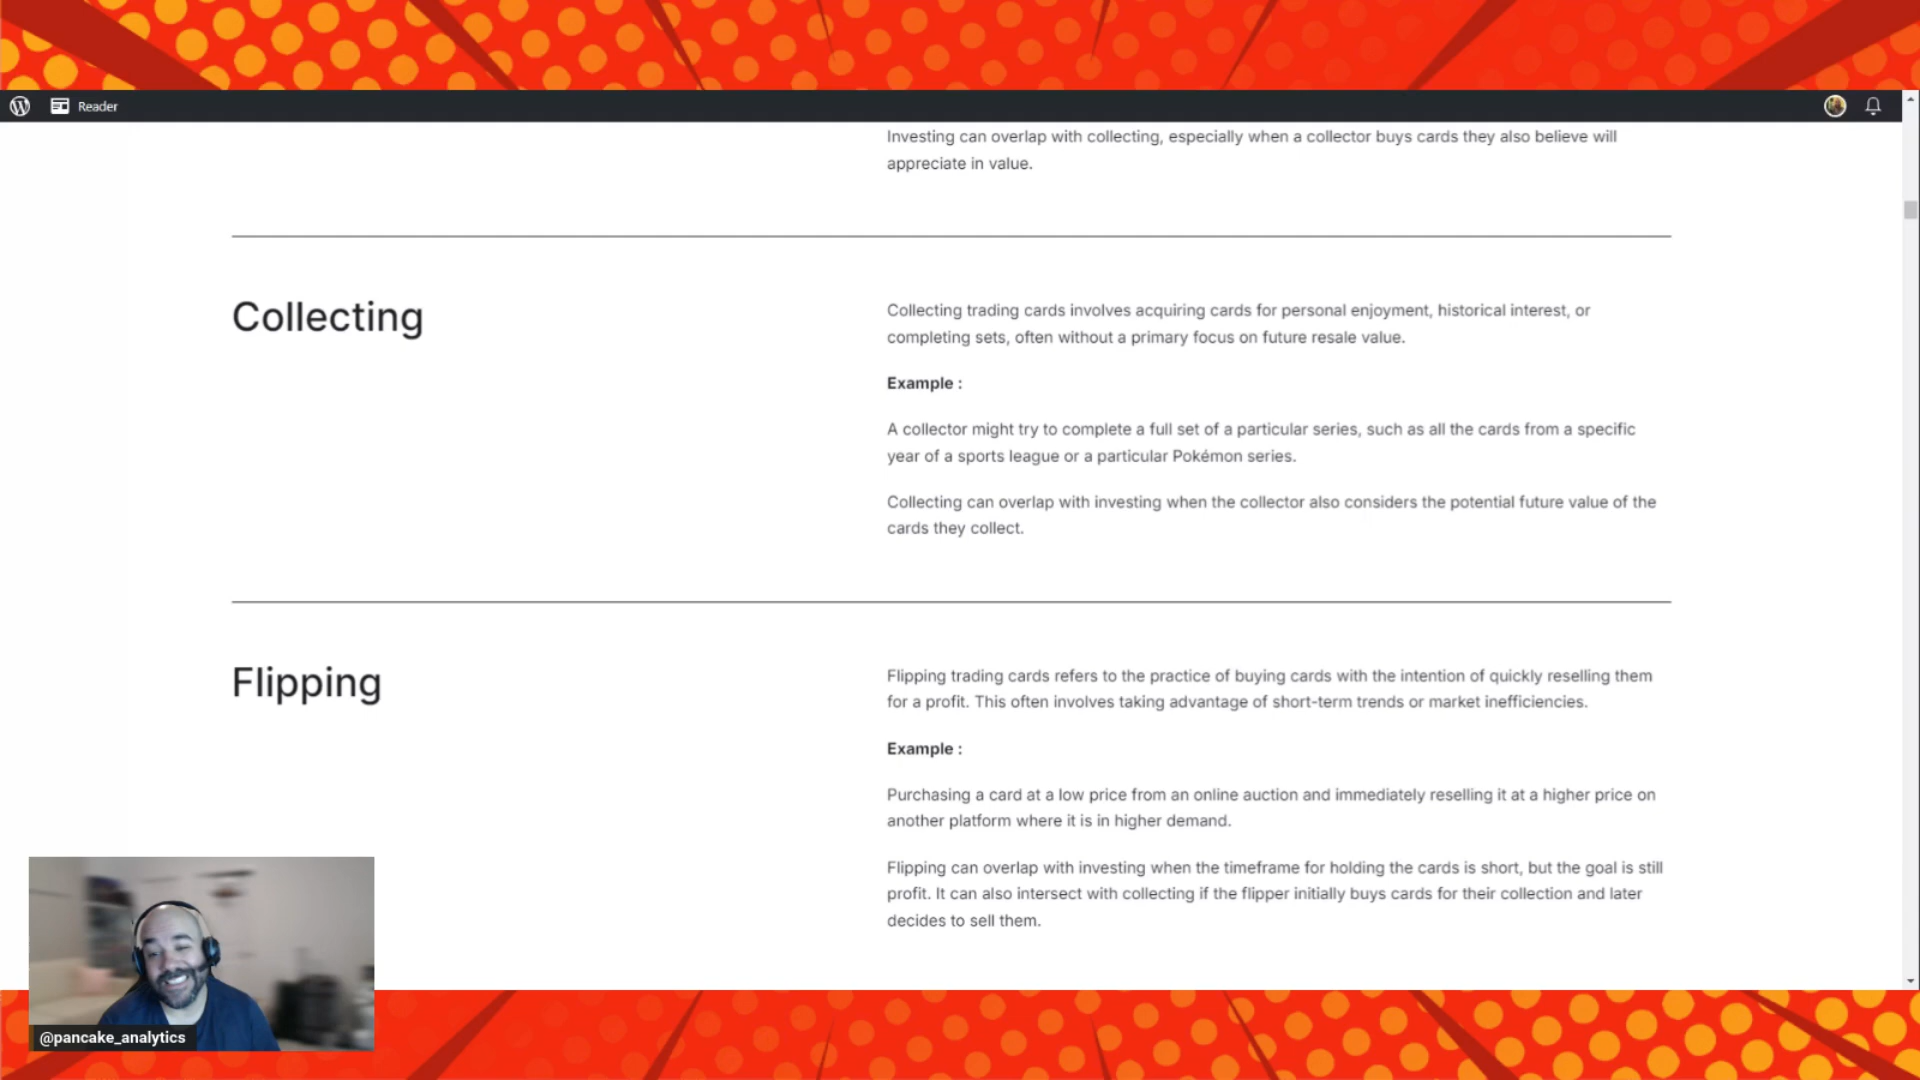 Reader
Investing can overlap with collecting, especially when a collector buys cards they also believe will
appreciate in value.
Collecting
Collecting trading cards involves acquiring cards for personal enjoyment, historical interest, or
completing sets, often without a primary focus on future resale value.
Example :
A collector might try to complete a full set of a particular series, such as all the cards from a specific
year of a sports league or a particular Pokémon series.
Collecting can overlap with investing when the collector also considers the potential future value of the
cards they collect.
Flipping
Flipping trading cards refers to the practice of buying cards with the intention of quickly reselling them
for a profit. This often involves taking advantage of short-term trends or market inefficiencies.
Example :
Purchasing a card at a low price from an online auction and immediately reselling it at a higher price on
another platform where it is in higher demand.
Flipping can overlap with investing when the timeframe for holding the cards is short, but the goal is still
profit. It can also intersect with collecting if the flipper initially buys cards for their collection and later
decides to sell them.
@pancake_analytics